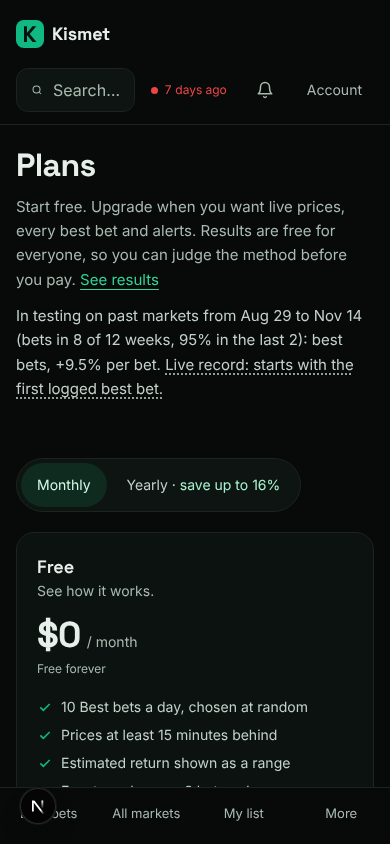 Kismet
Search...
7 days ago
Account
Plans
Start free. Upgrade when you want live prices,
every best bet and alerts. Results are free for
everyone, so you can judge the method before
you pay. See results
In testing on past markets from Aug 29 to Nov 14
(bets in 8 of 12 weeks, 95% in the last 2): best
bets, +9.5% per bet. Live record: starts with the
first logged best bet.
Monthly
Yearly · save up to 16%
Free
See how it works.
$0 / month
Free forever
10 Best bets a day, chosen at random
Prices at least 15 minutes behind
Estimated return shown as a range
N
bets
All markets
My list
More